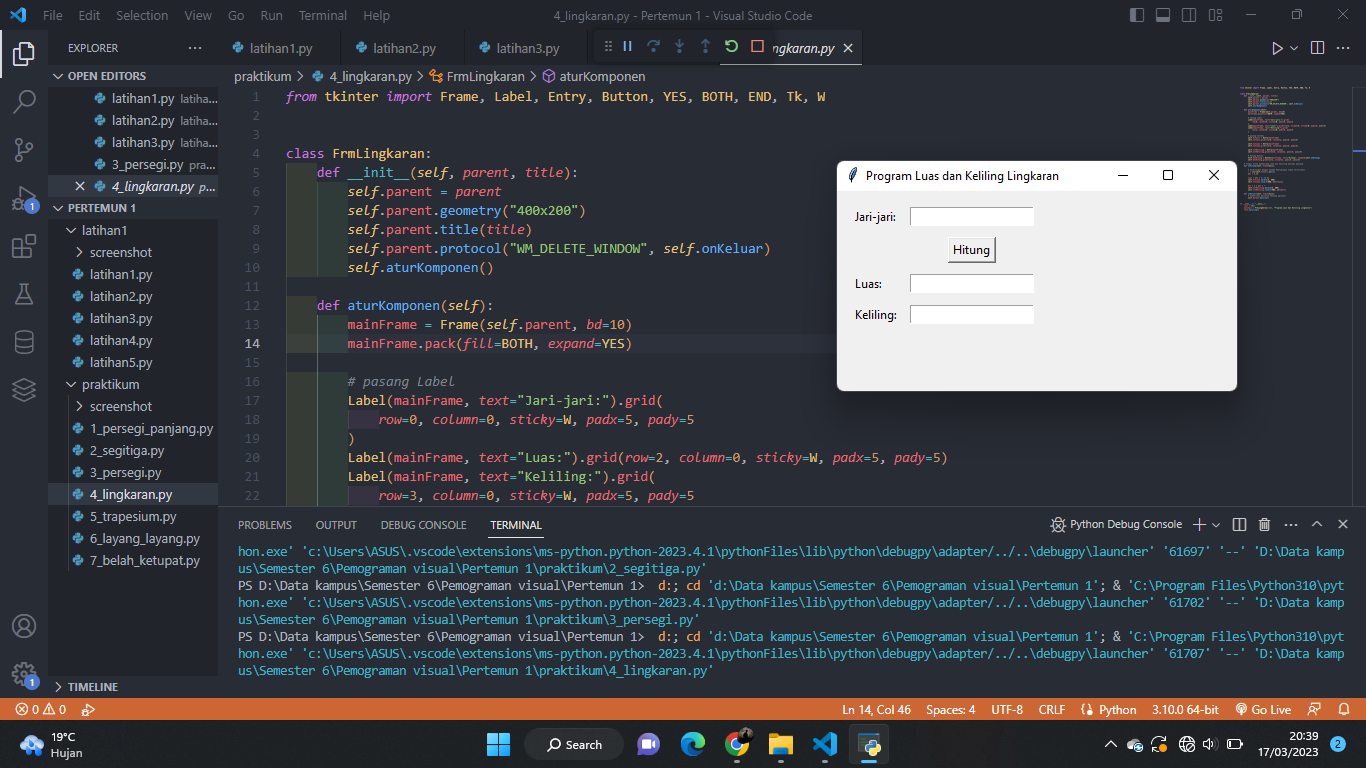 File Edit Selection View Go Run Terminal Help
4_lingkaran.py - Pertemun 1 - Visual Studio Code
EXPLORER
latihan1.py
latihan2.py
latihan3.py
ngkaran.py
OPEN EDITORS
latihan1.py latiha...
latihan2.py latiha...
latihan3.py latiha...
3_persegi.py pra...
4_lingkaran.py p...
PERTEMUN 1
latihan1
screenshot
latihan1.py
latihan2.py
latihan3.py
latihan4.py
latihan5.py
praktikum
screenshot
1_persegi_panjang.py
2_segitiga.py
3_persegi.py
4_lingkaran.py
5_trapesium.py
6_layang_layang.py
7_belah_ketupat.py
TIMELINE
1
1
praktikum > 4_lingkaran.py > FrmLingkaran > aturKomponen
1 from tkinter import Frame, Label, Entry, Button, YES, BOTH, END, Tk, W
2
3
4 class FrmLingkaran:
5 def __init__(self, parent, title):
6 self.parent = parent
7 self.parent.geometry("400x200")
8 self.parent.title(title)
9 self.parent.protocol("WM_DELETE_WINDOW", self.onKeluar)
10 self.aturKomponen()
11
12 def aturKomponen(self):
13 mainFrame = Frame(self.parent, bd=10)
14 mainFrame.pack(fill=BOTH, expand=YES)
15
16 # pasang Label
17 Label(mainFrame, text="Jari-jari:").grid(
18 row=0, column=0, sticky=W, padx=5, pady=5
19 )
20 Label(mainFrame, text="Luas:").grid(row=2, column=0, sticky=W, padx=5, pady=5)
21 Label(mainFrame, text="Keliling:").grid(
22 row=3, column=0, sticky=W, padx=5, pady=5
Program Luas dan Keliling Lingkaran
Jari-jari:
Hitung
Luas:
Keliling:
PROBLEMS OUTPUT DEBUG CONSOLE TERMINAL
Python Debug Console
hon.exe' 'c:\Users\ASUS\.vscode\extensions\ms-python.python-2023.4.1\pythonFiles\lib\python\debugpy\adapter/../..\debugpy\launcher' '61697' '--' 'D:\Data kamp
us\Semester 6\Pemograman visual\Pertemun 1\praktikum\2_segitiga.py'
PS D:\Data kampus\Semester 6\Pemograman visual\Pertemun 1> d:; cd 'd:\Data kampus\Semester 6\Pemograman visual\Pertemun 1'; & 'C:\Program Files\Python310\pyt
hon.exe' 'c:\Users\ASUS\.vscode\extensions\ms-python.python-2023.4.1\pythonFiles\lib\python\debugpy\adapter/../..\debugpy\launcher' '61702' '--' 'D:\Data kamp
us\Semester 6\Pemograman visual\Pertemun 1\praktikum\3_persegi.py'
PS D:\Data kampus\Semester 6\Pemograman visual\Pertemun 1> d:; cd 'd:\Data kampus\Semester 6\Pemograman visual\Pertemun 1'; & 'C:\Program Files\Python310\pyt
hon.exe' 'c:\Users\ASUS\.vscode\extensions\ms-python.python-2023.4.1\pythonFiles\lib\python\debugpy\adapter/../..\debugpy\launcher' '61707' '--' 'D:\Data kamp
us\Semester 6\Pemograman visual\Pertemun 1\praktikum\4_lingkaran.py'
0 0
Ln 14, Col 46 Spaces: 4 UTF-8 CRLF Python 3.10.0 64-bit Go Live
19°C
Hujan
Search
20:39
17/03/2023
2